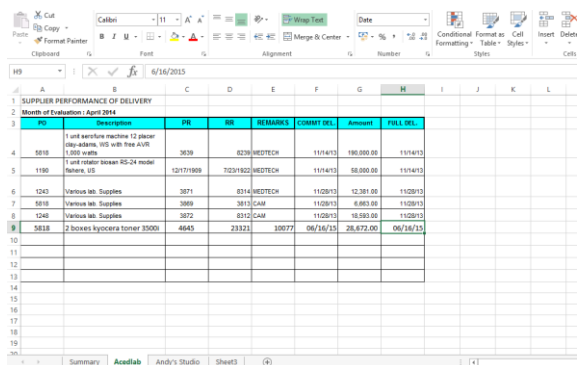 Cut
Copy
Paste
Format Painter
Clipboard
Calibri 11 A A
B I U A
Font
Wrap Text
Merge & Center
Alignment
Date
% ,
Number
Conditional Formatting
Format as Table
Cell Styles
Styles
Insert Delete
Cells
H9 fx 6/16/2015
A B C D E F G H I J K L
1 SUPPLIER PERFORMANCE OF DELIVERY
2 Month of Evaluation : April 2014
3 PO Description PR RR REMARKS COMMT DEL. Amount FULL DEL.
1 unit serofure machine 12 placer
clay-adams, WS with free AVR
4 5818 1,000 watts 3639 8239 MEDTECH 11/14/13 190,000.00 11/14/13
1 unit rotator biosan RS-24 model
5 1190 fishere, US 12/17/1909 7/23/1922 MEDTECH 11/14/13 58,000.00 11/14/13
6 1243 Various lab. Supplies 3871 8314 MEDTECH 11/28/13 12,381.00 11/28/13
7 5818 Various lab. Supplies 3869 3813 CAM 11/28/13 6,663.00 11/28/13
8 1248 Various lab. Supplies 3872 8312 CAM 11/28/13 18,593.00 11/28/13
9 5818 2 boxes kyocera toner 3500i 4645 23321 10077 06/16/15 28,672.00 06/16/15
10
11
12
13
14
15
16
17
18
19
Summary Acedlab Andy's Studio Sheet3